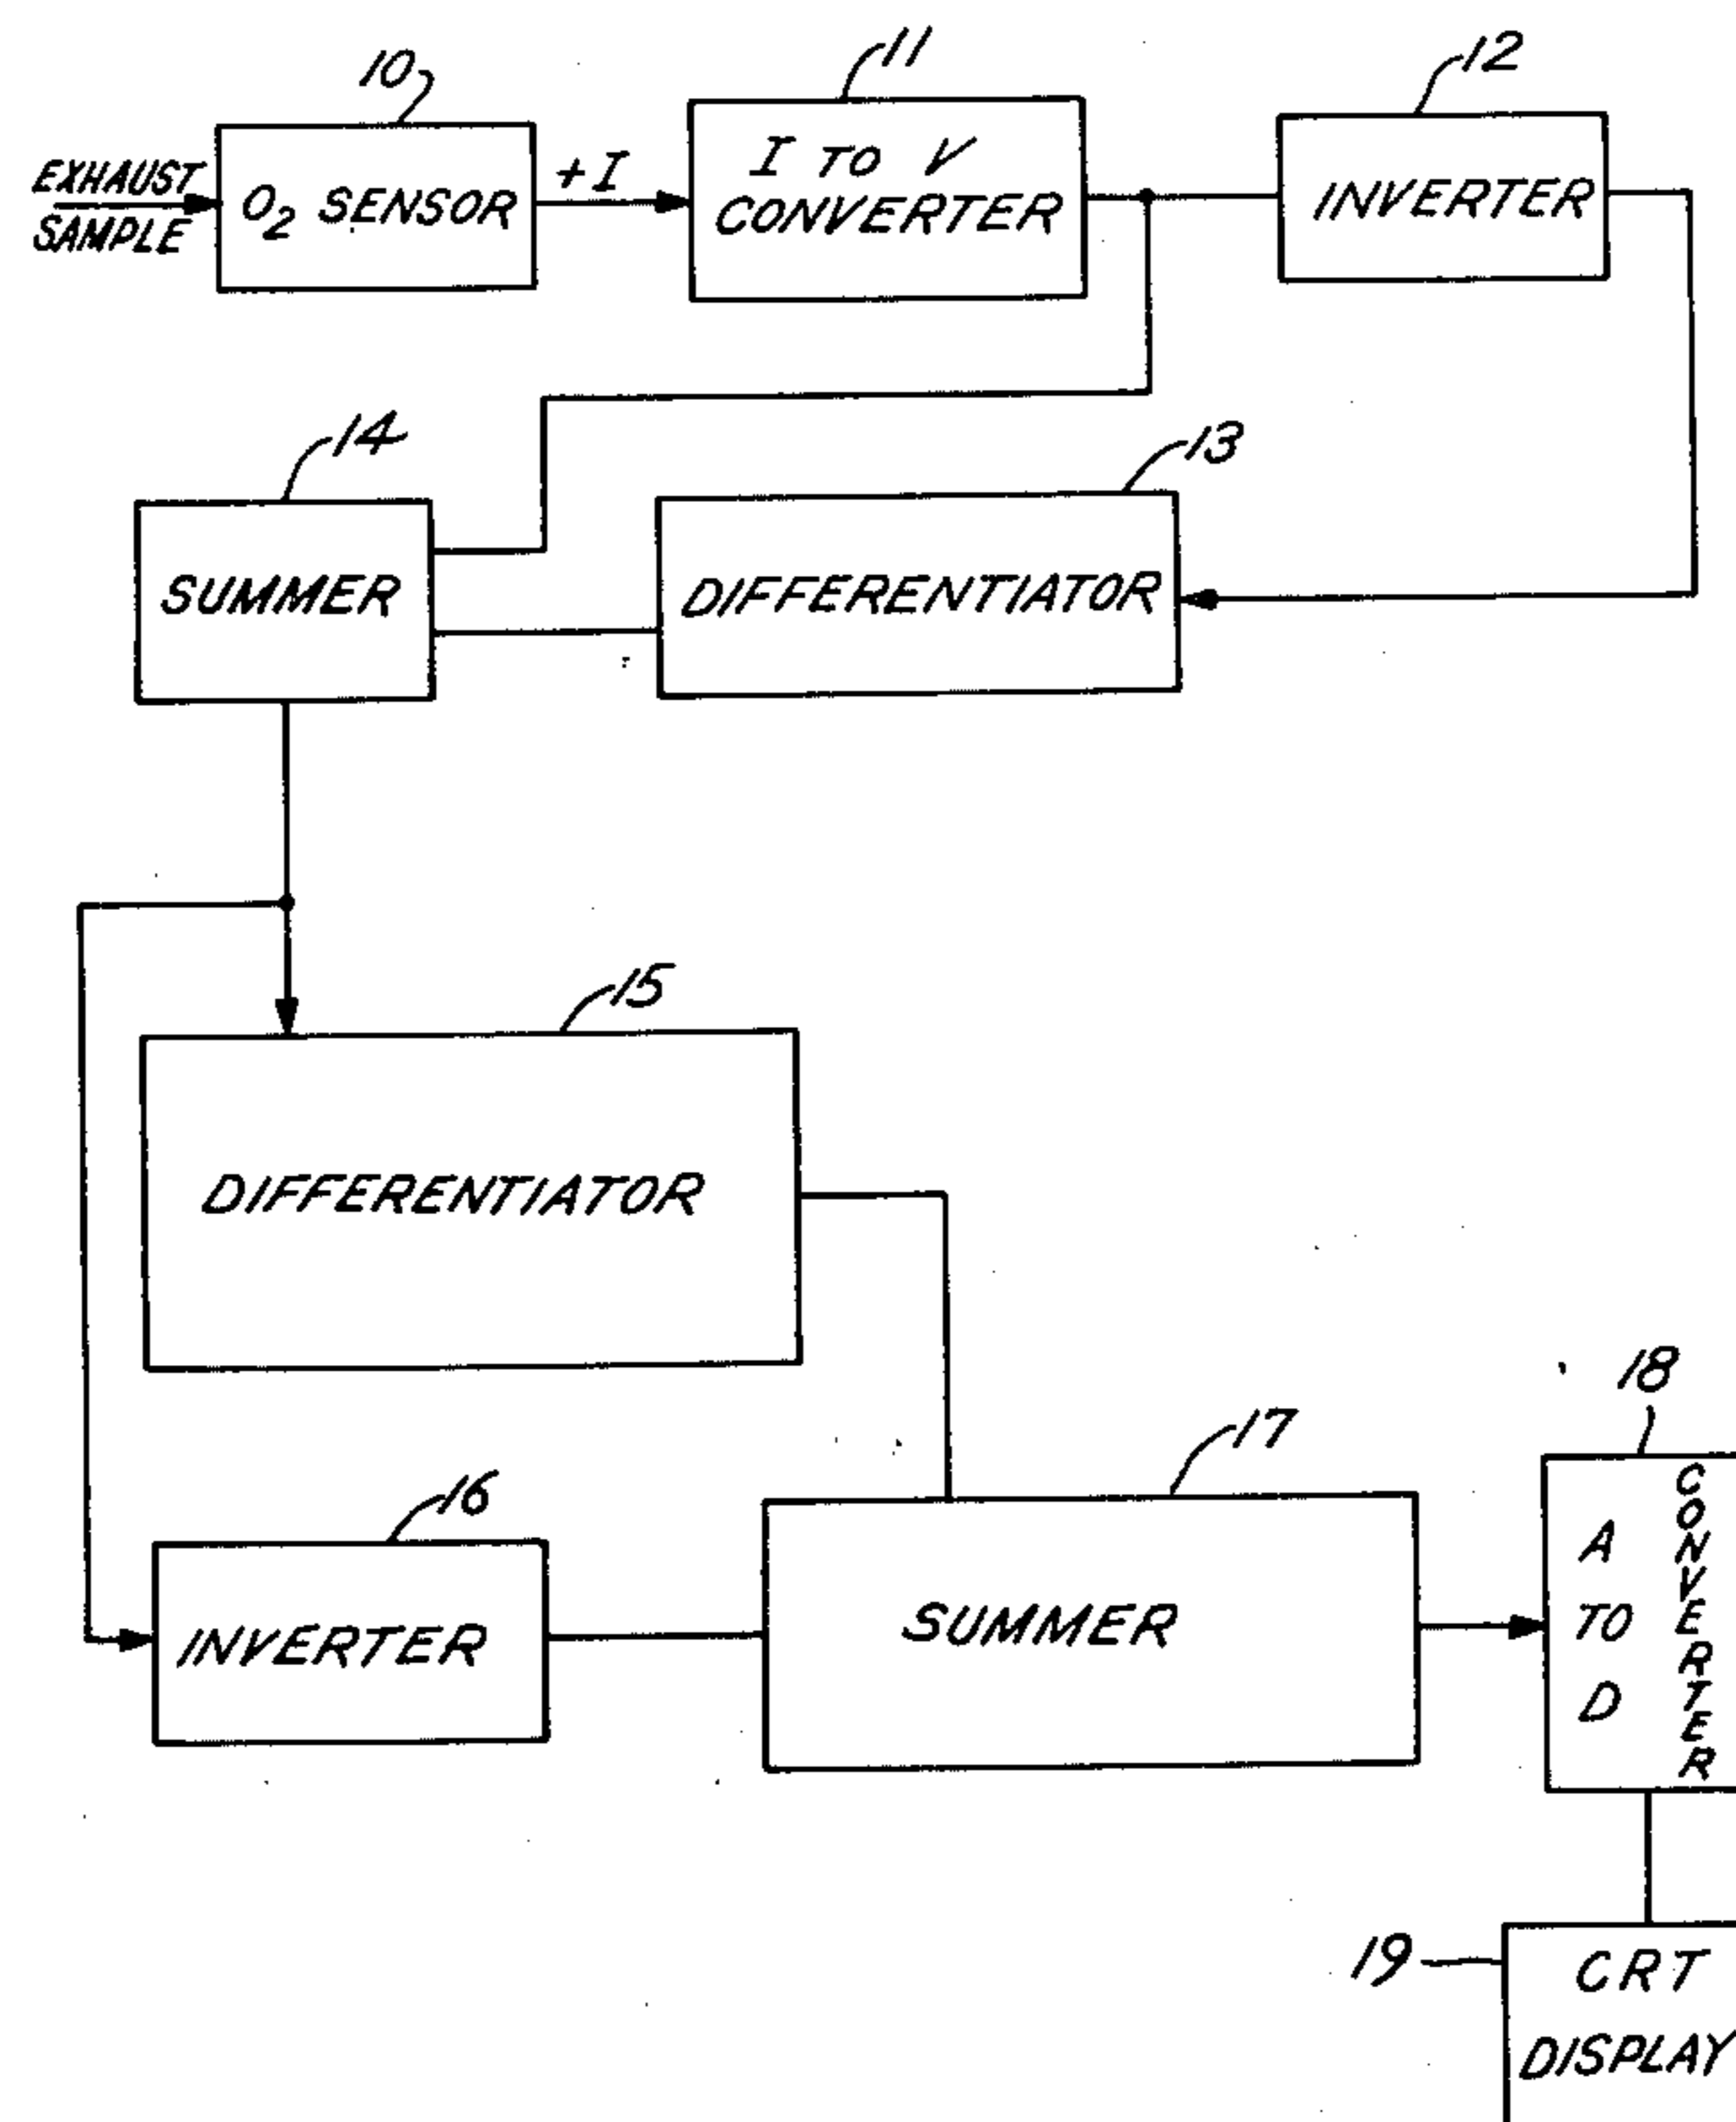 10
11
12
EXHAUST
SAMPLE
O2 SENSOR
+I
I TO V
CONVERTER
INVERTER
14
13
SUMMER
DIFFERENTIATOR
15
DIFFERENTIATOR
16
17
18
INVERTER
SUMMER
A
TO
D
CONVERTER
19
CRT
DISPLAY